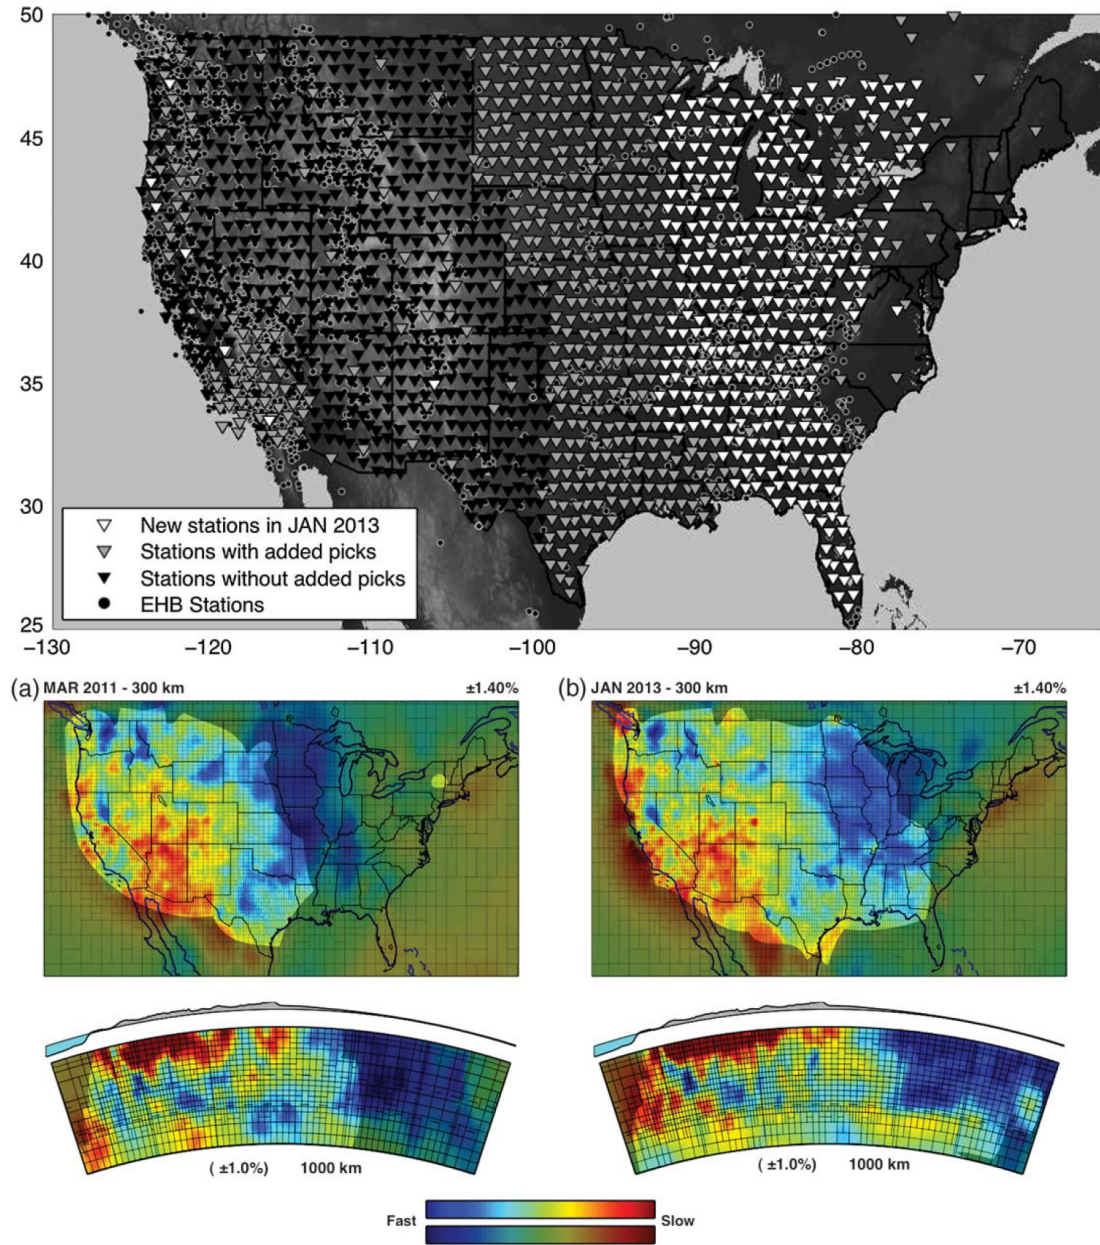 50
45
40
35
30
25
New stations in JAN 2013
Stations with added picks
Stations without added picks
EHB Stations
−130 −120 −110 −100 −90 −80 −70
(a) MAR 2011 - 300 km ±1.40%
(b) JAN 2013 - 300 km ±1.40%
( ±1.0%) 1000 km
( ±1.0%) 1000 km
Fast Slow